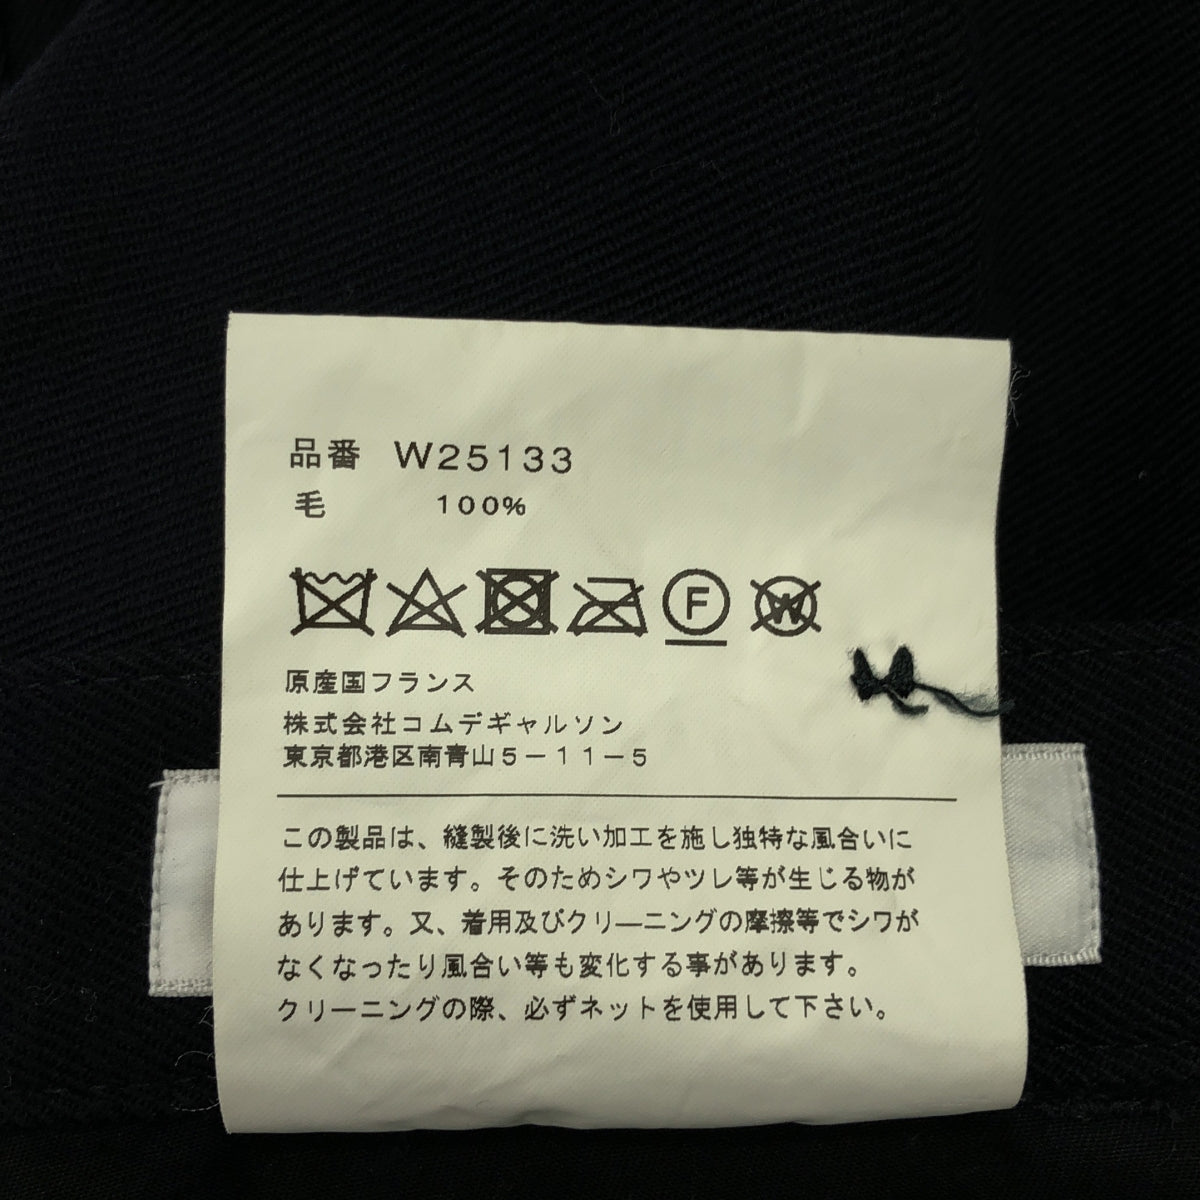 品番 W25133
毛 100%
F W
原産国フランス
株式会社コムデギャルソン
東京都港区南青山5－11－5
この製品は、縫製後に洗い加工を施し独特な風合いに
仕上げています。そのためシワやツレ等が生じる物が
あります。又、着用及びクリ―ニングの摩擦等でシワが
なくなったり風合い等も変化する事があります。
クリーニングの際、必ずネットを使用して下さい。